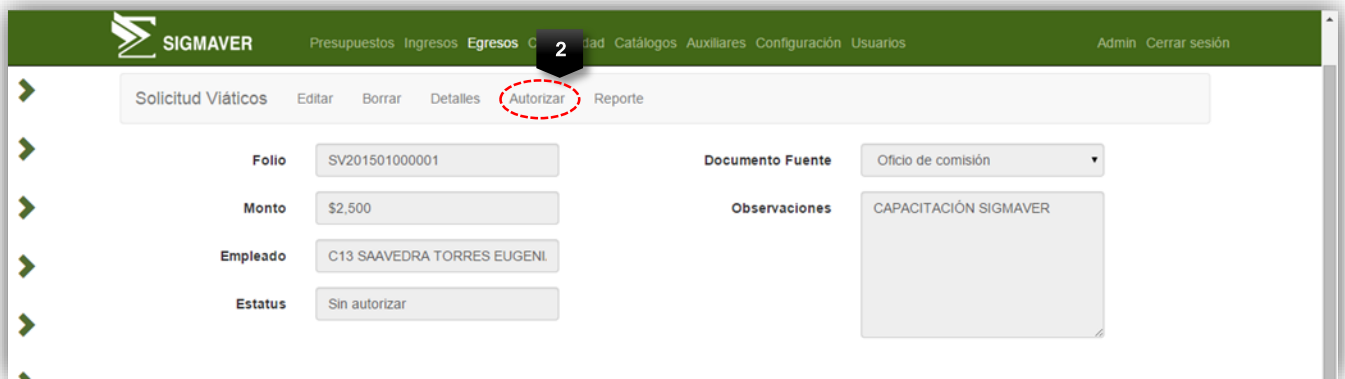 SIGMAVER Presupuestos Ingresos Egresos C dad Catálogos Auxiliares Configuración Usuarios Admin Cerrar sesión
2
Solicitud Viáticos Editar Borrar Detalles Autorizar Reporte
Folio SV201501000001 Documento Fuente Oficio de comisión
Monto $2,500 Observaciones CAPACITACIÓN SIGMAVER
Empleado C13 SAAVEDRA TORRES EUGENI
Estatus Sin autorizar